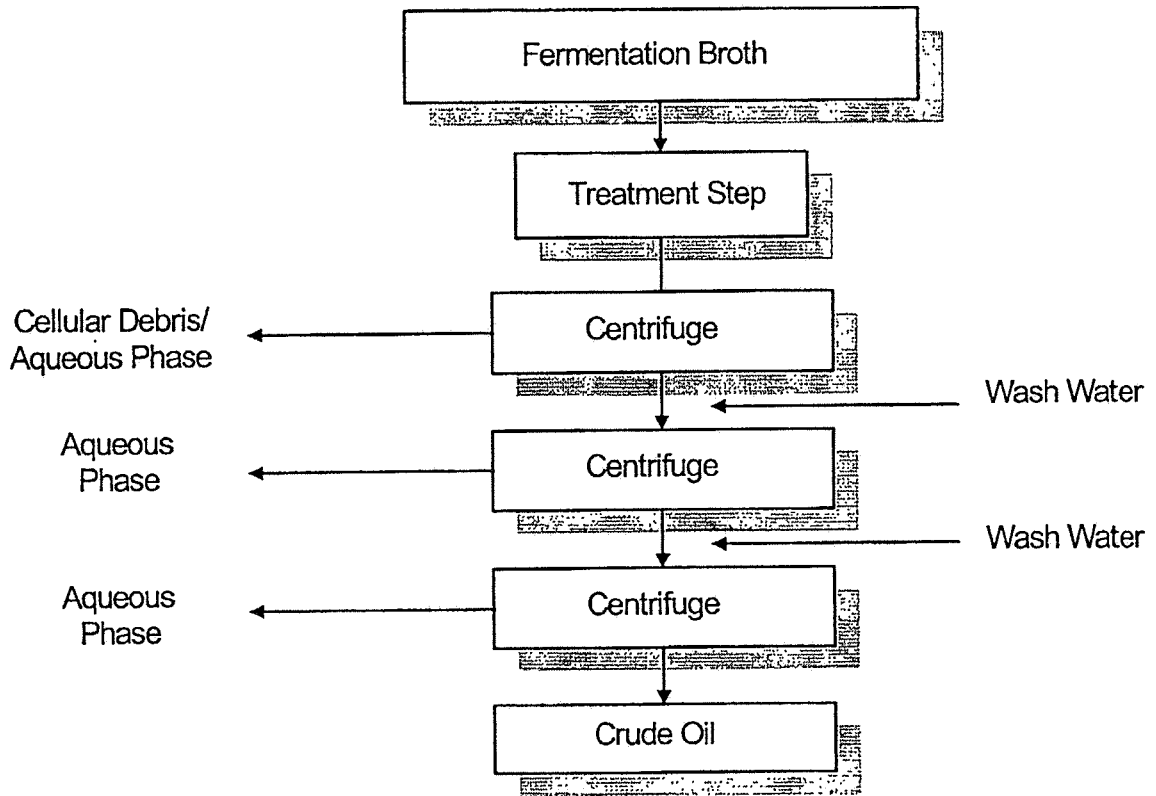 Fermentation Broth
Treatment Step
Cellular Debris/
Aqueous Phase
Centrifuge
Wash Water
Aqueous
Phase
Centrifuge
Wash Water
Aqueous
Phase
Centrifuge
Crude Oil